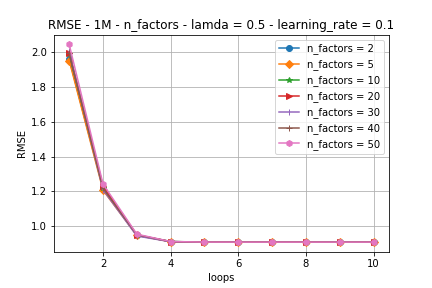 RMSE - 1M - n_factors - lamda = 0.5 - learning_rate = 0.1
2.0
1.8
1.6
1.4
1.2
1.0
RMSE
n_factors = 2
n_factors = 5
n_factors = 10
n_factors = 20
n_factors = 30
n_factors = 40
n_factors = 50
2 4 6 8 10
loops